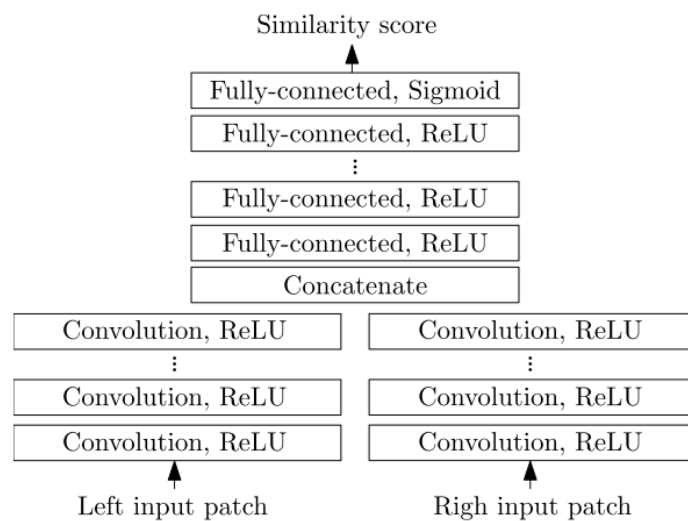 Similarity score
Fully-connected, Sigmoid
Fully-connected, ReLU
⋮
Fully-connected, ReLU
Fully-connected, ReLU
Concatenate
Convolution, ReLU Convolution, ReLU
⋮ ⋮
Convolution, ReLU Convolution, ReLU
Convolution, ReLU Convolution, ReLU
Left input patch Righ input patch